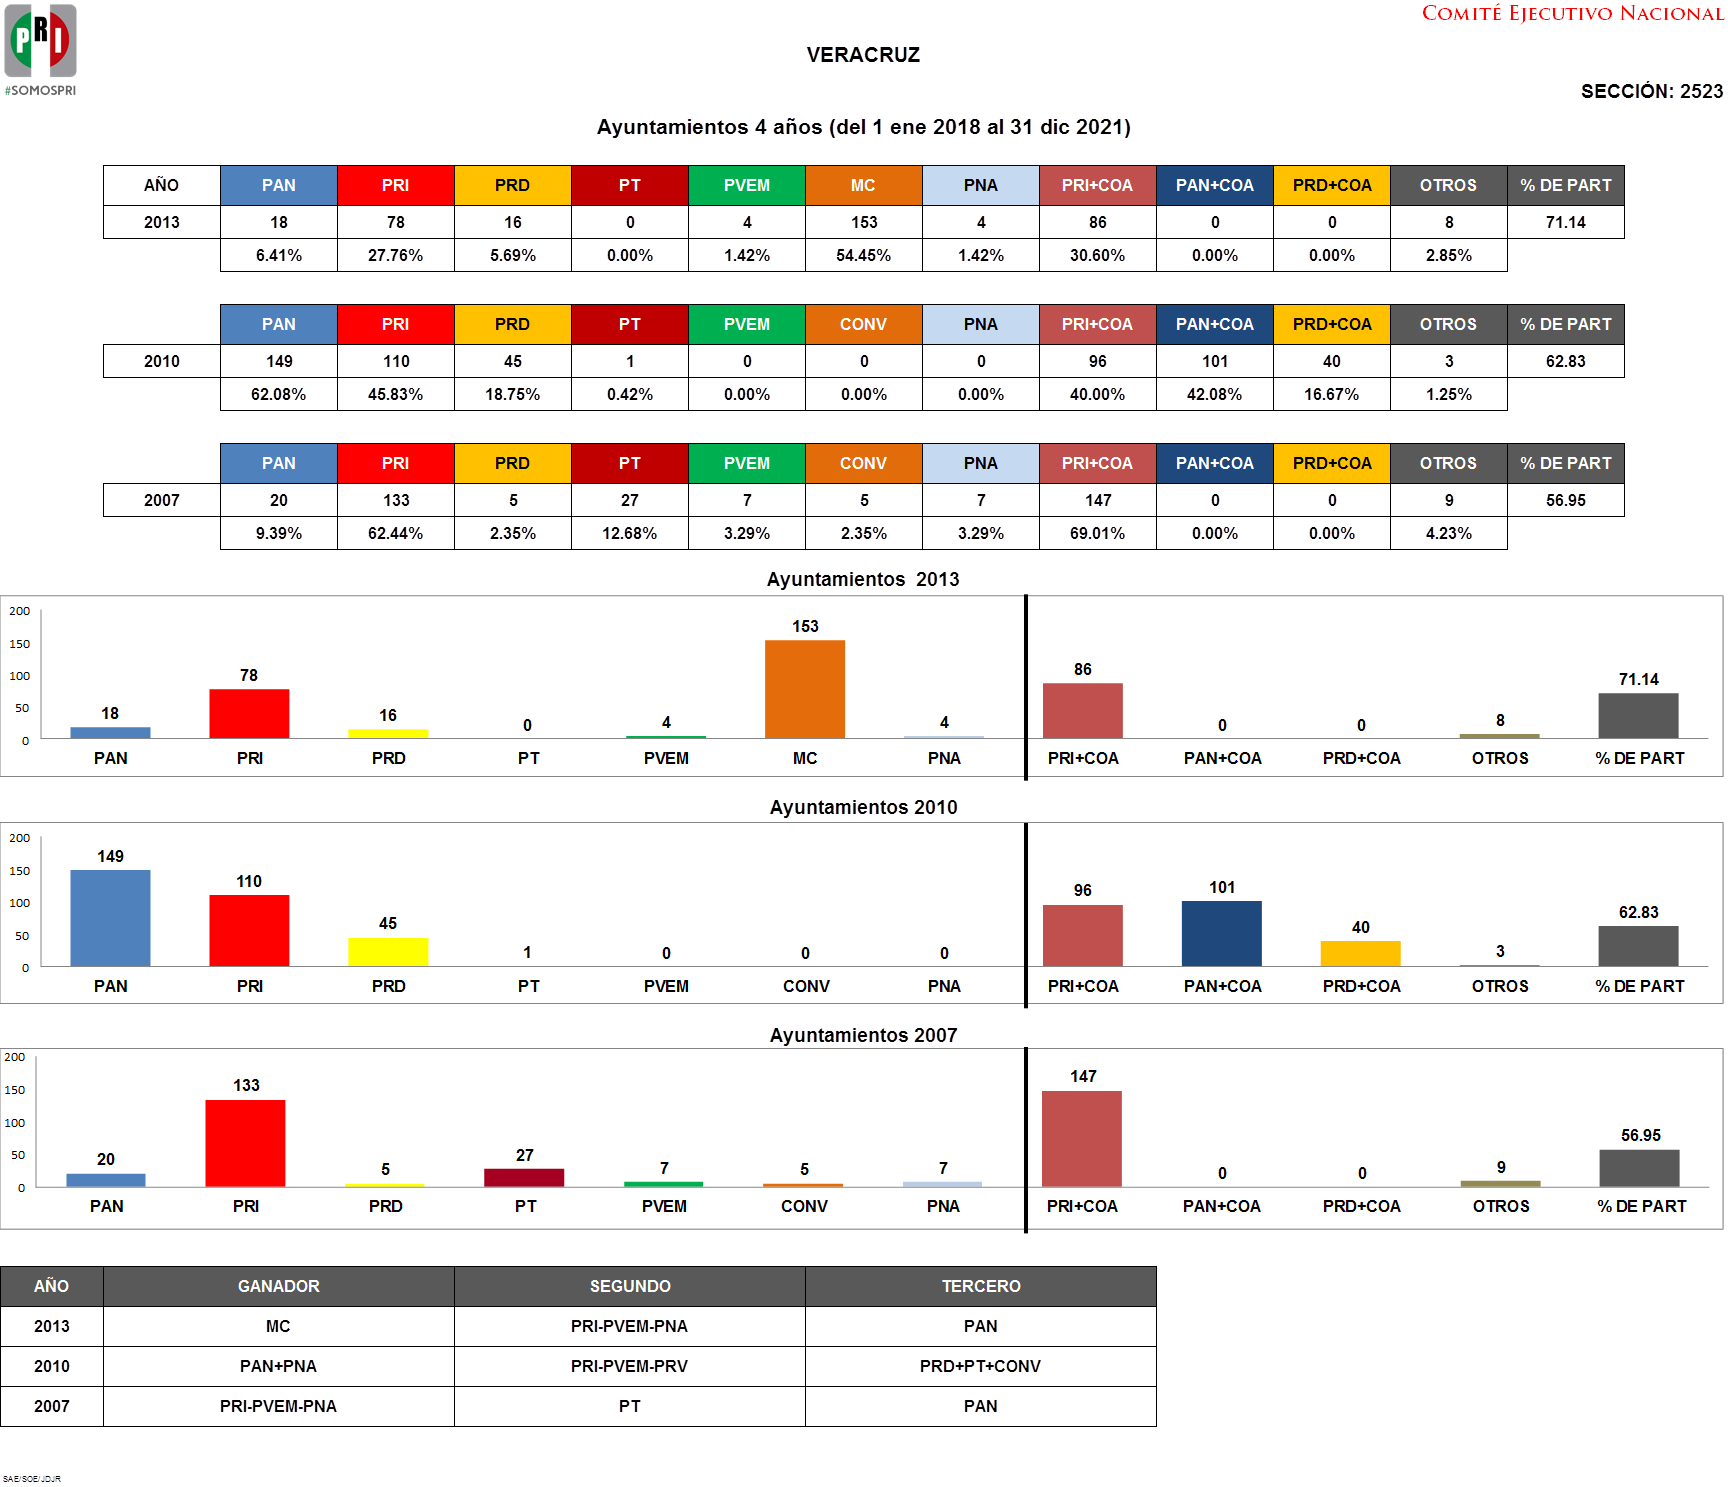 PRI
#SOMOSPRI
COMITÉ EJECUTIVO NACIONAL
VERACRUZ
SECCIÓN: 2523
Ayuntamientos 4 años (del 1 ene 2018 al 31 dic 2021)
AÑO PAN PRI PRD PT PVEM MC PNA PRI+COA PAN+COA PRD+COA OTROS % DE PART
2013 18 78 16 0 4 153 4 86 0 0 8 71.14
6.41% 27.76% 5.69% 0.00% 1.42% 54.45% 1.42% 30.60% 0.00% 0.00% 2.85%
PAN PRI PRD PT PVEM CONV PNA PRI+COA PAN+COA PRD+COA OTROS % DE PART
2010 149 110 45 1 0 0 0 96 101 40 3 62.83
62.08% 45.83% 18.75% 0.42% 0.00% 0.00% 0.00% 40.00% 42.08% 16.67% 1.25%
PAN PRI PRD PT PVEM CONV PNA PRI+COA PAN+COA PRD+COA OTROS % DE PART
2007 20 133 5 27 7 5 7 147 0 0 9 56.95
9.39% 62.44% 2.35% 12.68% 3.29% 2.35% 3.29% 69.01% 0.00% 0.00% 4.23%
Ayuntamientos 2013
200
150
100
50
0
18 78 16 0 4 153 4 86 0 0 8 71.14
PAN PRI PRD PT PVEM MC PNA PRI+COA PAN+COA PRD+COA OTROS % DE PART
Ayuntamientos 2010
200
150
100
50
0
149 110 45 1 0 0 0 96 101 40 3 62.83
PAN PRI PRD PT PVEM CONV PNA PRI+COA PAN+COA PRD+COA OTROS % DE PART
Ayuntamientos 2007
200
150
100
50
0
20 133 5 27 7 5 7 147 0 0 9 56.95
PAN PRI PRD PT PVEM CONV PNA PRI+COA PAN+COA PRD+COA OTROS % DE PART
AÑO GANADOR SEGUNDO TERCERO
2013 MC PRI-PVEM-PNA PAN
2010 PAN+PNA PRI-PVEM-PRV PRD+PT+CONV
2007 PRI-PVEM-PNA PT PAN
SAE/SOE/JDJR